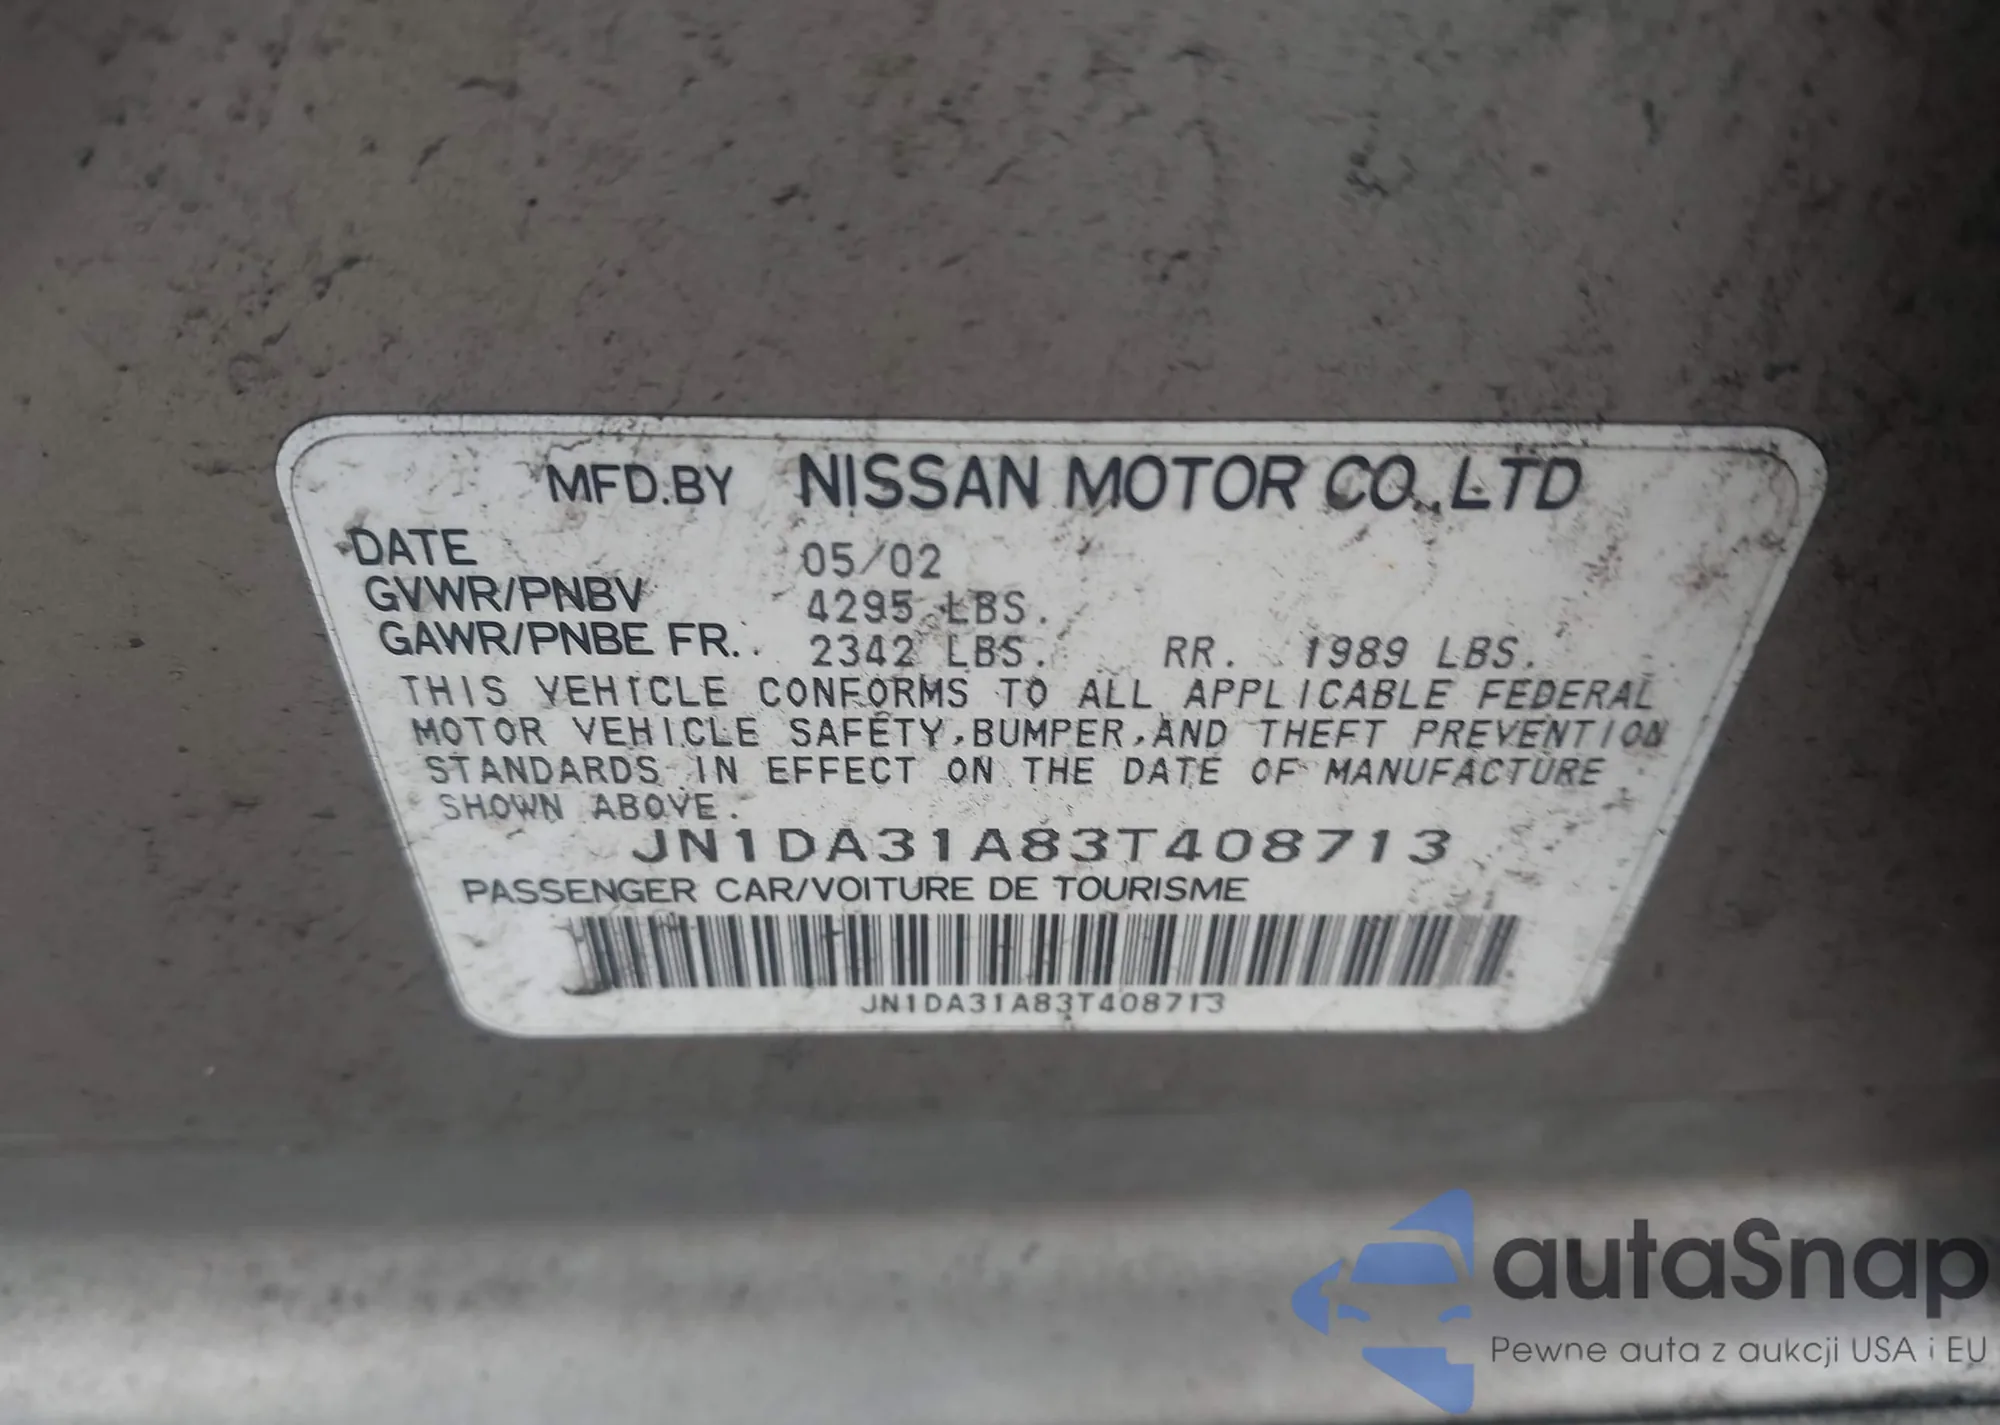 MFD.BY NISSAN MOTOR CO.,LTD
DATE 05/02
GVWR/PNBV 4295 LBS.
GAWR/PNBE FR. 2342 LBS. RR. 1989 LBS.
THIS VEHICLE CONFORMS TO ALL APPLICABLE FEDERAL
MOTOR VEHICLE SAFETY,BUMPER,AND THEFT PREVENTION
STANDARDS IN EFFECT ON THE DATE OF MANUFACTURE
SHOWN ABOVE.
JN1DA31A83T408713
PASSENGER CAR/VOITURE DE TOURISME
JN1DA31A83T408713
autaSnap
Pewne auta z aukcji USA i EU